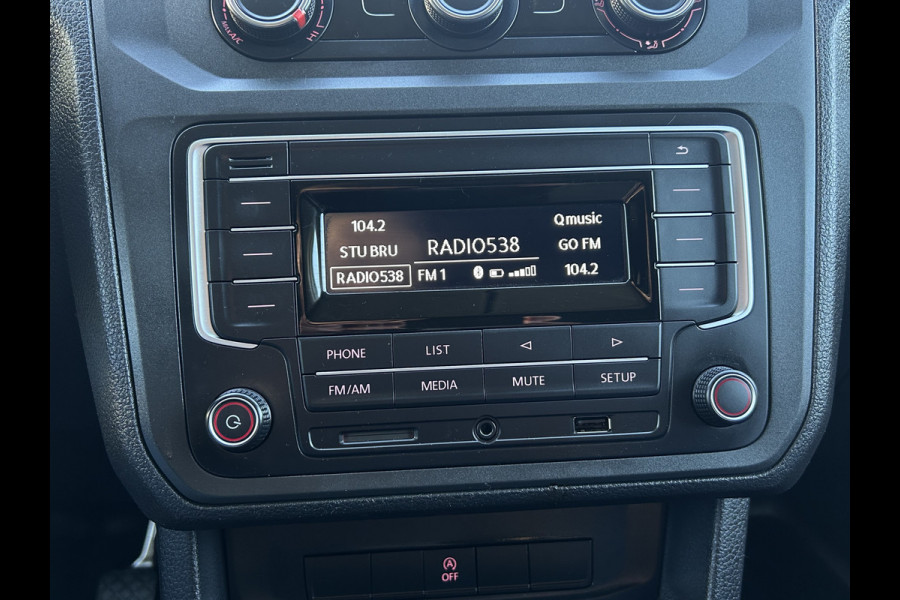 A/C
HI
104.2
STU BRU
RADIO538
RADIO538
FM 1
Qmusic
GO FM
104.2
PHONE
LIST
FM/AM
MEDIA
MUTE
SETUP
A
OFF